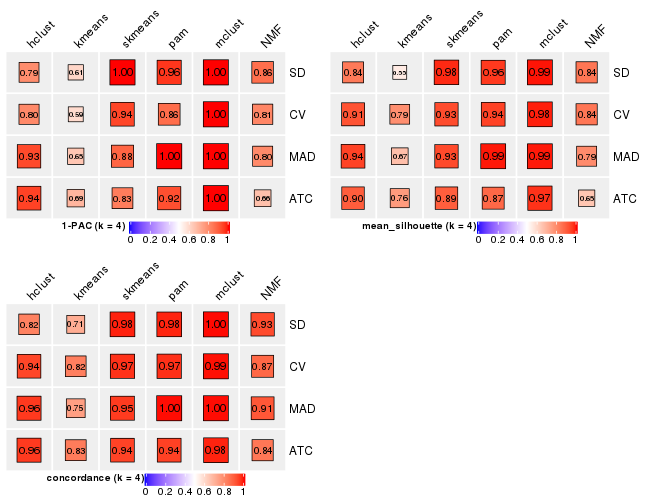 hclust kmeans skmeans pam mclust NMF
0.79 0.61 1.00 0.96 1.00 0.86 SD
0.80 0.59 0.94 0.86 1.00 0.81 CV
0.93 0.65 0.88 1.00 1.00 0.80 MAD
0.94 0.69 0.83 0.92 1.00 0.66 ATC
1-PAC (k = 4)
0 0.2 0.4 0.6 0.8 1
hclust kmeans skmeans pam mclust NMF
0.84 0.55 0.98 0.96 0.99 0.84 SD
0.91 0.79 0.93 0.94 0.98 0.84 CV
0.94 0.67 0.93 0.99 0.99 0.79 MAD
0.90 0.76 0.89 0.87 0.97 0.65 ATC
mean_silhouette (k = 4)
0 0.2 0.4 0.6 0.8 1
hclust kmeans skmeans pam mclust NMF
0.82 0.71 0.98 0.98 1.00 0.93 SD
0.94 0.82 0.97 0.97 0.99 0.87 CV
0.96 0.75 0.95 1.00 1.00 0.91 MAD
0.96 0.83 0.94 0.94 0.98 0.84 ATC
concordance (k = 4)
0 0.2 0.4 0.6 0.8 1